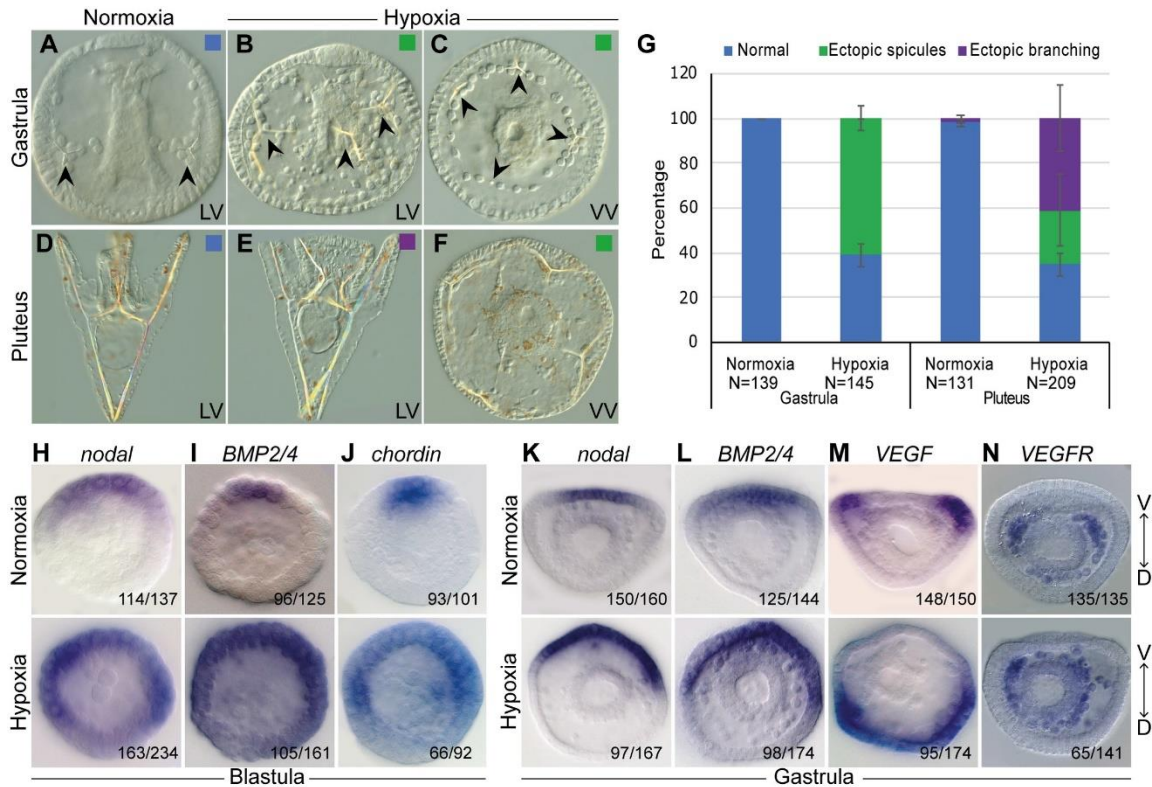 Normoxia Hypoxia
A B C
Gastrula
LV LV VV
D E F
Pluteus
LV LV VV
G
Normal Ectopic spicules Ectopic branching
120
100
80
60
40
20
0
Percentage
Normoxia Hypoxia Normoxia Hypoxia
N=139 N=145 N=131 N=209
Gastrula Pluteus
H nodal I BMP2/4 J chordin K nodal L BMP2/4 M VEGF N VEGFR
Normoxia
114/137 96/125 93/101
Normoxia
150/160 125/144 148/150 135/135
V
D
Hypoxia
163/234 105/161 66/92
Hypoxia
97/167 98/174 95/174 65/141
V
D
Blastula Gastrula